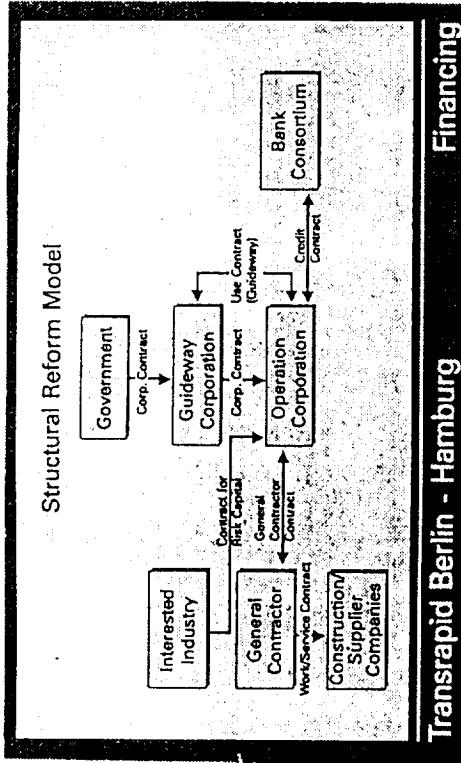 Structural Reform Model
Government
Corp. Contract
Interested
Industry
Guideway
Corporation
Contract for
Risk Capital
Corp. Contract
Use Contract
(Guideway)
General
Contractor
General
Contractor
Contract
Operation
Corporation
Credit
Contract
Bank
Consortium
Work/Service Contract
Construction/
Supplier
Companies
Transrapid Berlin - Hamburg
Financing